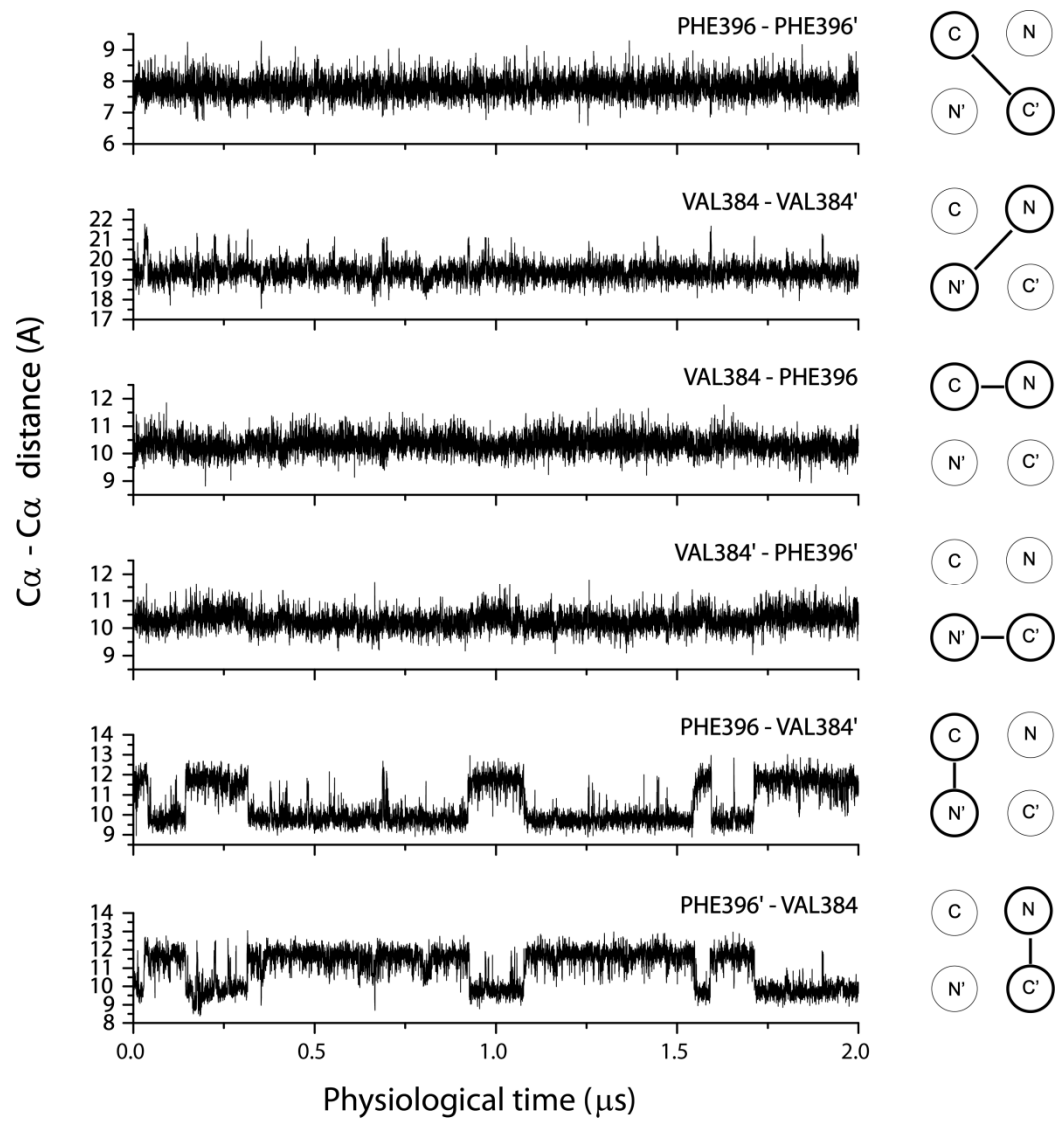 PHE396 - PHE396'
9
8
7
6
C N
N' C'
VAL384 - VAL384'
22
21
20
19
18
17
C N
N' C'
VAL384 - PHE396
12
11
10
9
C N
N' C'
VAL384' - PHE396'
12
11
10
9
C N
N' C'
PHE396 - VAL384'
14
13
12
11
10
9
C N
N' C'
PHE396' - VAL384
14
13
12
11
10
9
8
C N
N' C'
0.0 0.5 1.0 1.5 2.0
Physiological time (μs)
Cα - Cα distance (A)